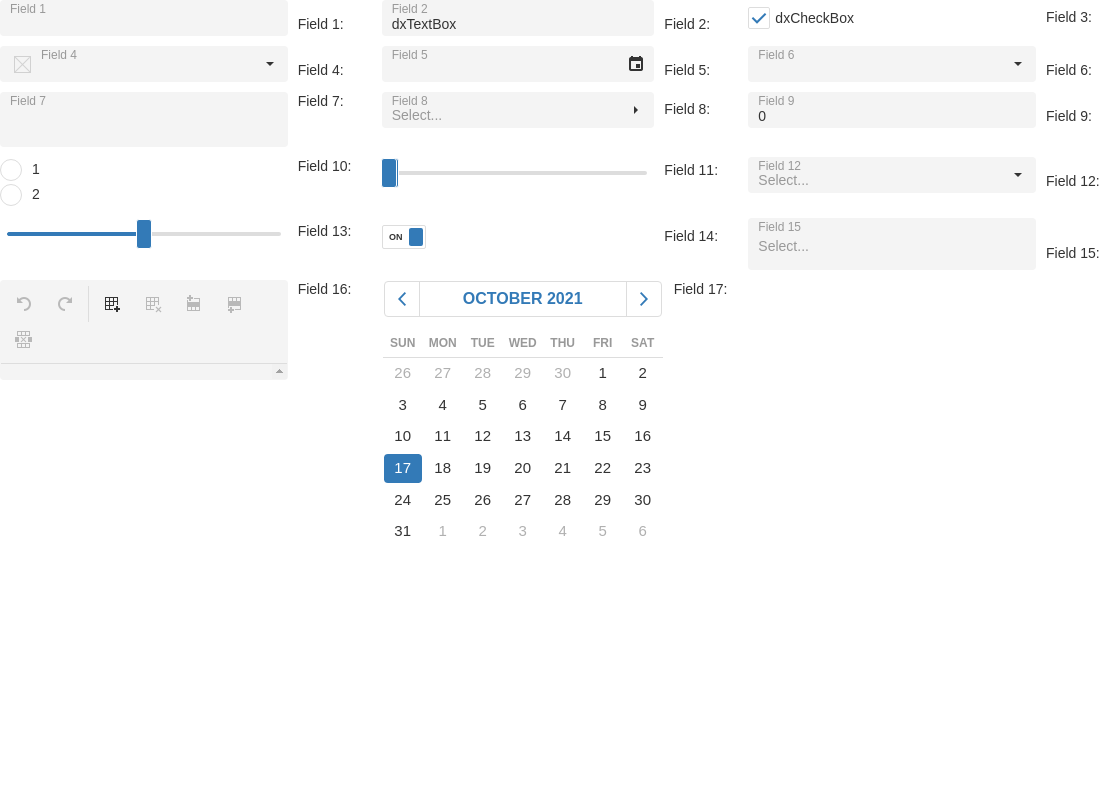 Field 1
Field 1:
Field 2
dxTextBox
Field 2:
dxCheckBox
Field 3:
Field 4
Field 4:
Field 5
Field 5:
Field 6
Field 6:
Field 7
Field 7:
Field 8
Select...
Field 8:
Field 9
0
Field 9:
1
2
Field 10:
Field 11:
Field 12
Select...
Field 12:
Field 13:
ON
Field 14:
Field 15
Select...
Field 15:
Field 16:
OCTOBER 2021
Field 17:
SUN MON TUE WED THU FRI SAT
26 27 28 29 30 1 2
3 4 5 6 7 8 9
10 11 12 13 14 15 16
17 18 19 20 21 22 23
24 25 26 27 28 29 30
31 1 2 3 4 5 6